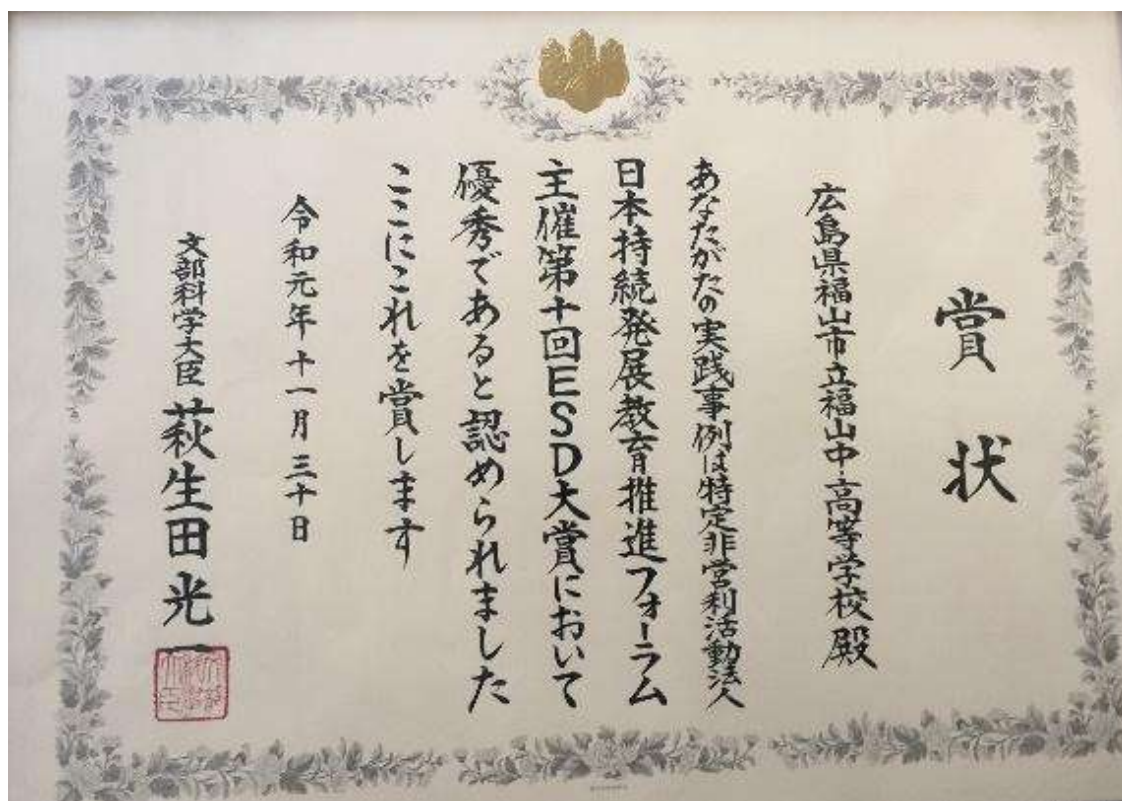 賞状
広島県福山市立福山中・高等学校 殿
あなたがたの実践事例は特定非営利活動法人
日本持続発展教育推進フォーラム
主催第十回ESD大賞において
優秀であると認められました
ここにこれを賞します
令和元年十一月三十日
文部科学大臣 萩生田光一